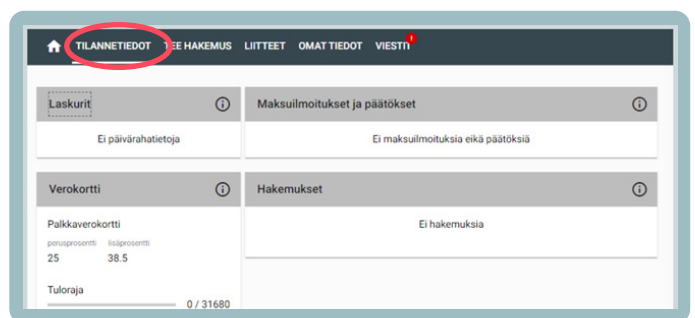 TILANNETIEDOT TEE HAKEMUS LIITTEET OMAT TIEDOT VIESTIT
Laskurit
Ei päivärahatietoja
Maksuilmoitukset ja päätökset
Ei maksuilmoituksia eikä päätöksiä
Verokortti
Palkkaverokortti
perusprosentti lisäprosentti
25 38.5
Tuloraja
0 / 31680
Hakemukset
Ei hakemuksia